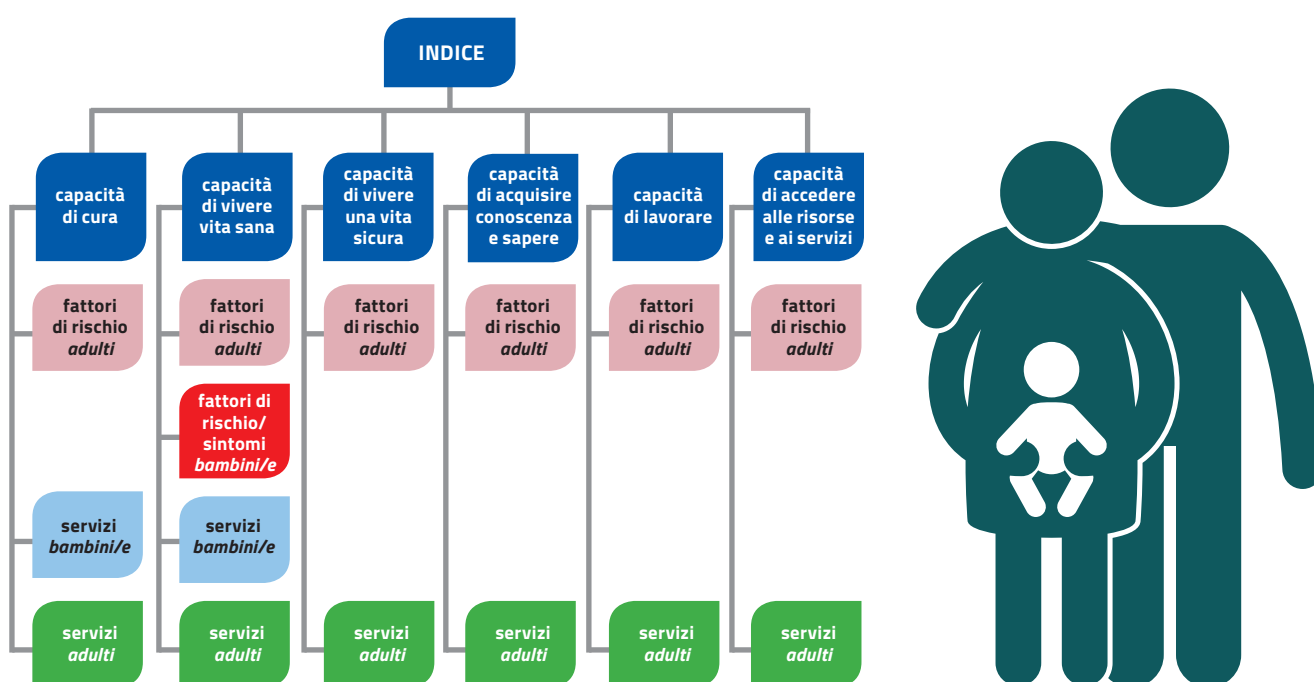 INDICE
capacità
di cura
capacità
di vivere
vita sana
capacità
di vivere
una vita
sicura
capacità
di acquisire
conoscenza
e sapere
capacità
di lavorare
capacità
di accedere
alle risorse
e ai servizi
fattori
di rischio
adulti
fattori
di rischio
adulti
fattori
di rischio
adulti
fattori
di rischio
adulti
fattori
di rischio
adulti
fattori
di rischio
adulti
fattori di
rischio/
sintomi
bambini/e
servizi
bambini/e
servizi
bambini/e
servizi
adulti
servizi
adulti
servizi
adulti
servizi
adulti
servizi
adulti
servizi
adulti